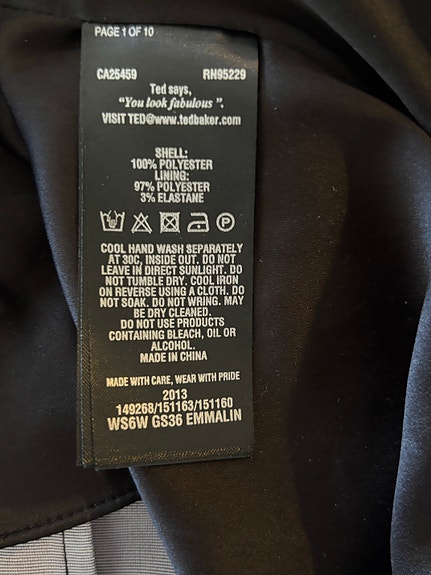 PAGE 1 OF 10
CA25459 RN95229
Ted says,
“You look fabulous ”.
VISIT TED@www.tedbaker.com
SHELL:
100% POLYESTER
LINING:
97% POLYESTER
3% ELASTANE
COOL HAND WASH SEPARATELY
AT 30C, INSIDE OUT. DO NOT
LEAVE IN DIRECT SUNLIGHT. DO
NOT TUMBLE DRY. COOL IRON
ON REVERSE USING A CLOTH. DO
NOT SOAK. DO NOT WRING. MAY
BE DRY CLEANED.
DO NOT USE PRODUCTS
CONTAINING BLEACH, OIL OR
ALCOHOL.
MADE IN CHINA
MADE WITH CARE, WEAR WITH PRIDE
2013
149268/151163/151160
WS6W GS36 EMMALIN